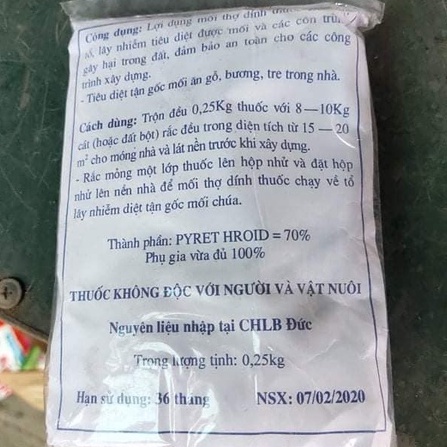 Công dụng: Lợi dụng mối thợ dính thuốc
lây nhiễm tiêu diệt được mối và các côn trùng
gây hại trong đất, đảm bảo an toàn cho các công
trình xây dựng.
- Tiêu diệt tận gốc mối ăn gỗ, bương, tre trong nhà.
Cách dùng: Trộn đều 0,25Kg thuốc với 8—10Kg
cát (hoặc đất bột) rắc đều trong diện tích từ 15 — 20
m² cho móng nhà và lát nền trước khi xây dựng.
- Rắc mỏng một lớp thuốc lên hộp nhử và đặt hộp
nhử lên nền nhà để mối thợ dính thuốc chạy về tổ
lây nhiễm diệt tận gốc mối chúa.
Thành phần: PYRET HROID = 70%
Phụ gia vừa đủ 100%
THUỐC KHÔNG ĐỘC VỚI NGƯỜI VÀ VẬT NUÔI
Nguyên liệu nhập tại CHLB Đức
Trọng lượng tịnh: 0,25kg
Hạn sử dụng: 36 tháng NSX: 07/02/2020